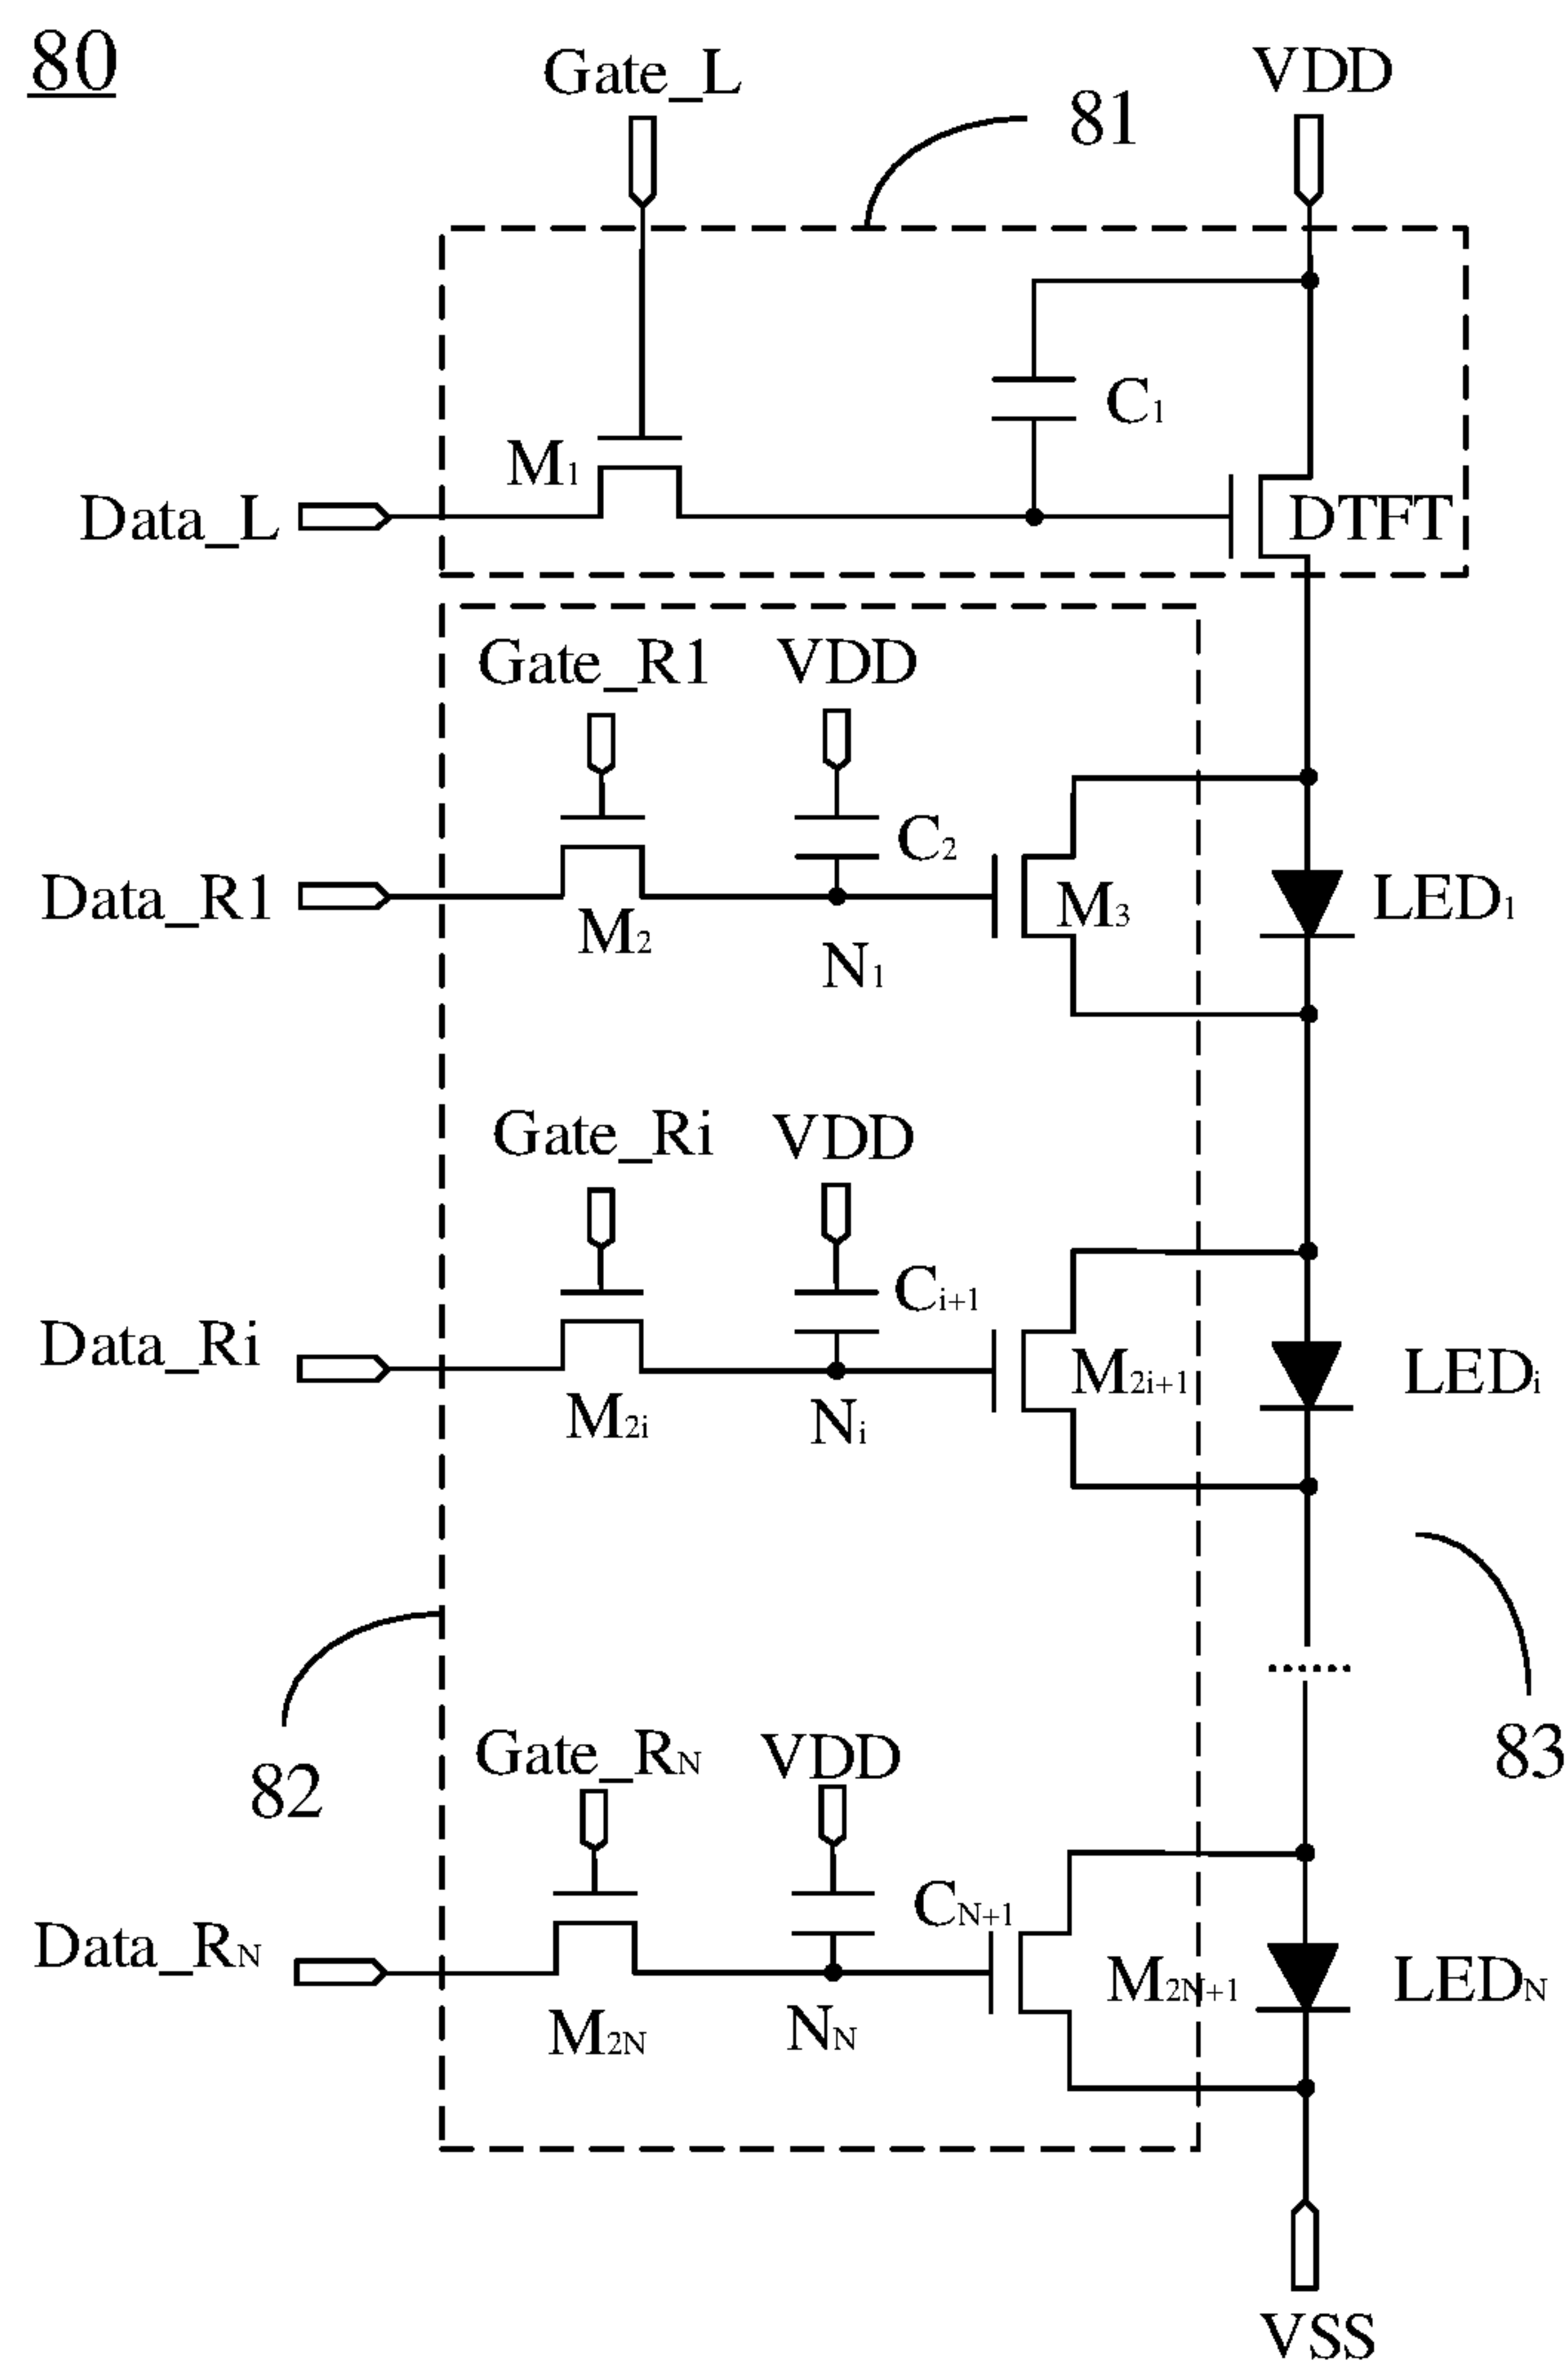 80
Gate_L
VDD
81
C1
M1
Data_L
DTFT
Gate_R1
VDD
C2
Data_R1
M2
M3
LED1
N1
Gate_Ri
VDD
Ci+1
Data_Ri
M2i
M2i+1
LEDi
Ni
82
83
Gate_RN
VDD
CN+1
Data_RN
M2N
M2N+1
LEDN
NN
VSS